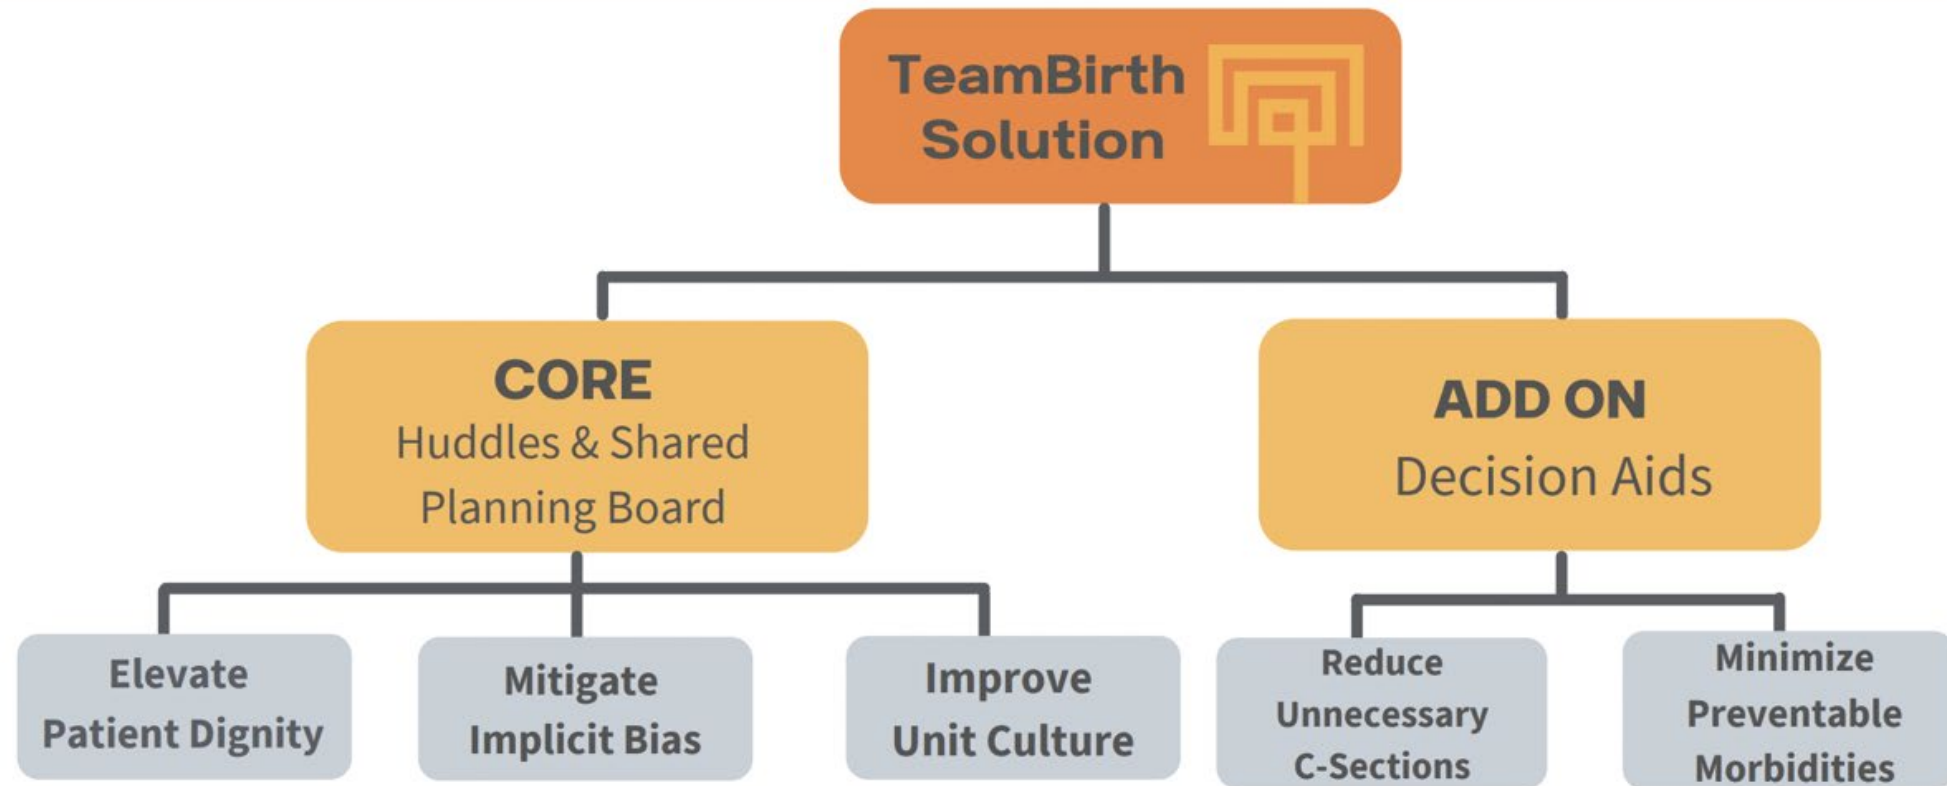 TeamBirth
Solution
CORE
Huddles & Shared
Planning Board
ADD ON
Decision Aids
Elevate
Patient Dignity
Mitigate
Implicit Bias
Improve
Unit Culture
Reduce
Unnecessary
C-Sections
Minimize
Preventable
Morbidities